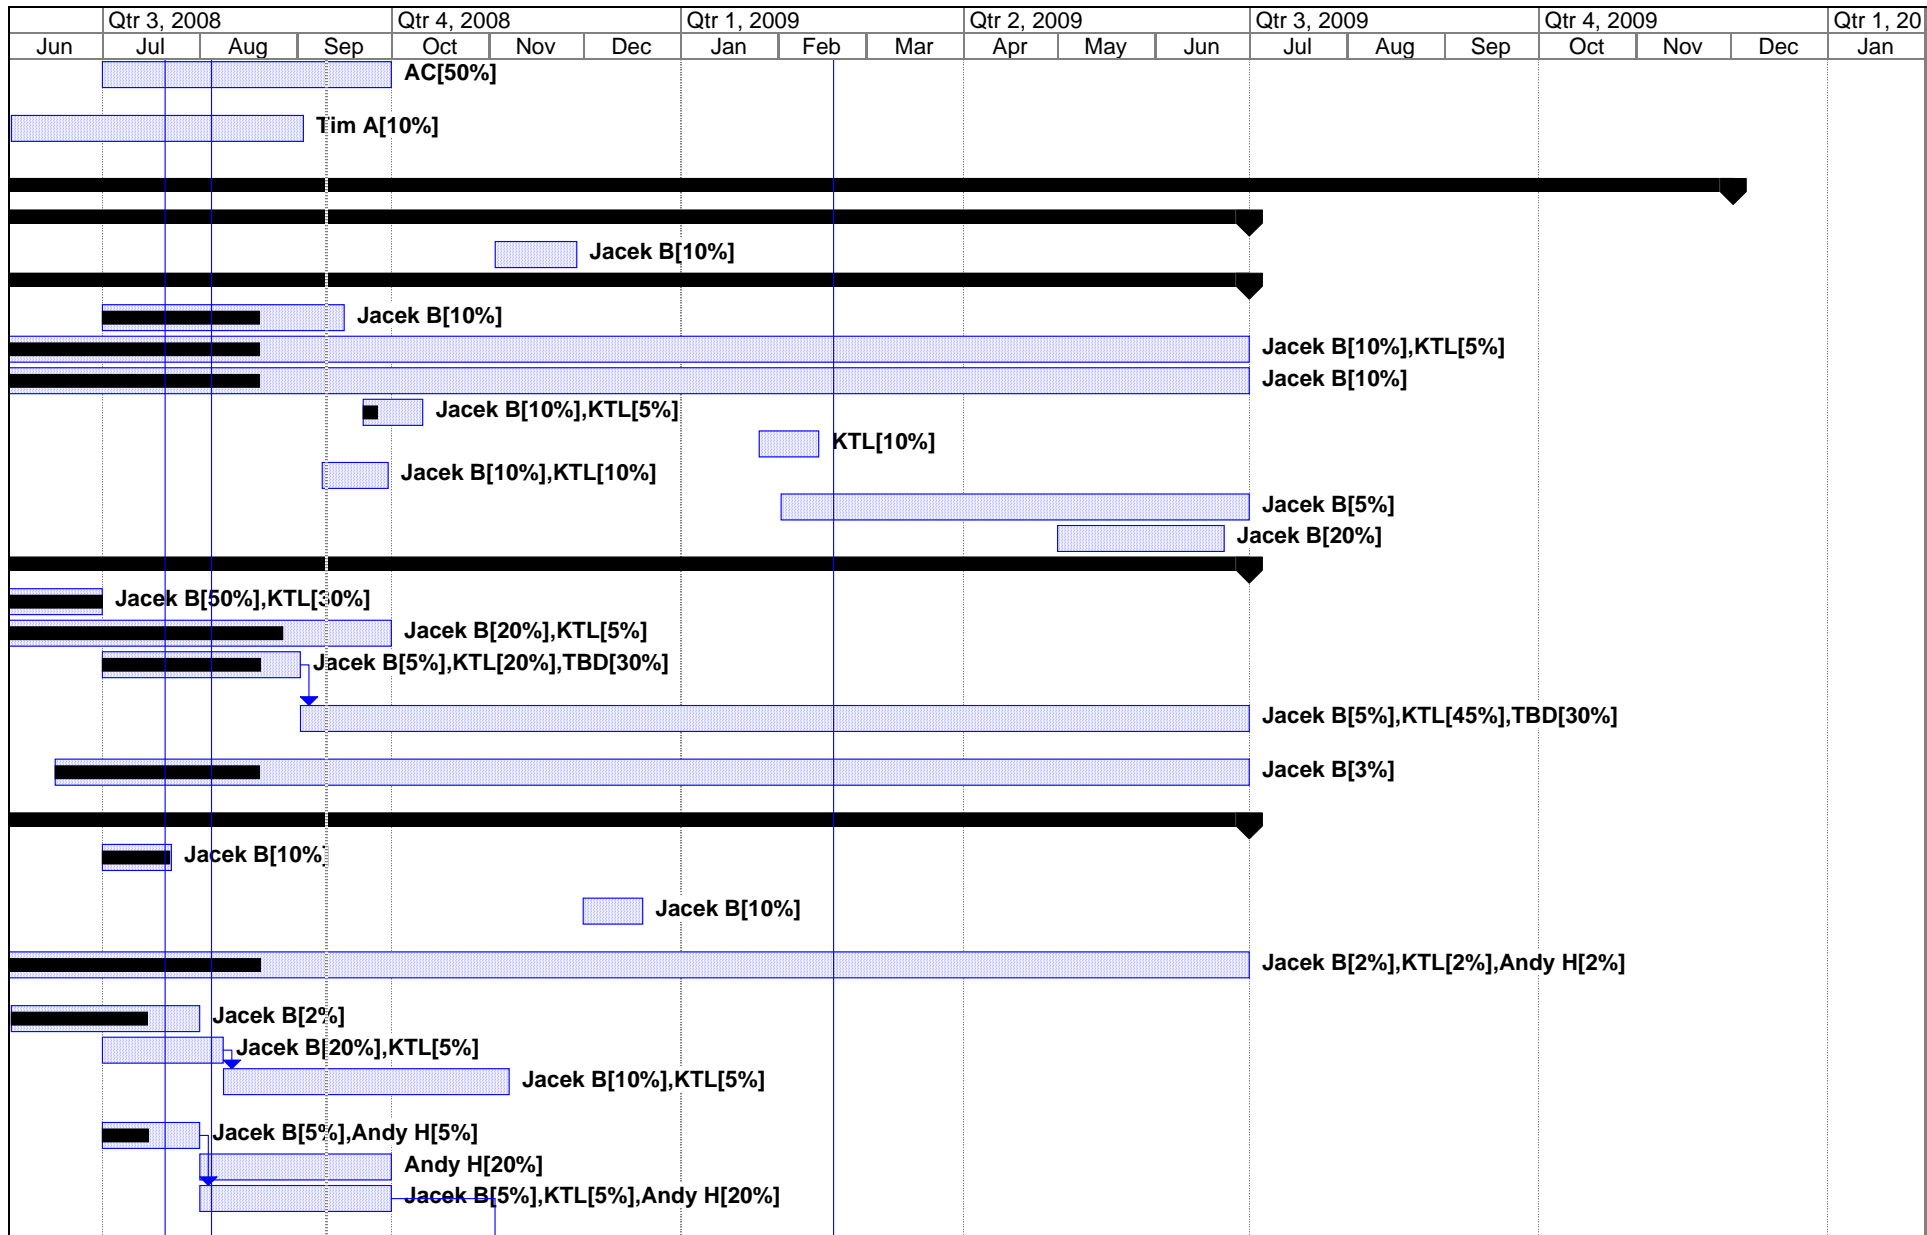 Qtr 3, 2008 Qtr 4, 2008 Qtr 1, 2009 Qtr 2, 2009 Qtr 3, 2009 Qtr 4, 2009 Qtr 1, 20
Jun Jul Aug Sep Oct Nov Dec Jan Feb Mar Apr May Jun Jul Aug Sep Oct Nov Dec Jan
AC[50%]
Tim A[10%]
Jacek B[10%]
Jacek B[10%]
Jacek B[10%],KTL[5%]
Jacek B[10%]
Jacek B[10%],KTL[5%]
KTL[10%]
Jacek B[10%],KTL[10%]
Jacek B[5%]
Jacek B[20%]
Jacek B[50%],KTL[30%]
Jacek B[20%],KTL[5%]
Jacek B[5%],KTL[20%],TBD[30%]
Jacek B[5%],KTL[45%],TBD[30%]
Jacek B[3%]
Jacek B[10%]
Jacek B[10%]
Jacek B[2%],KTL[2%],Andy H[2%]
Jacek B[2%]
Jacek B[20%],KTL[5%]
Jacek B[10%],KTL[5%]
Jacek B[5%],Andy H[5%]
Andy H[20%]
Jacek B[5%],KTL[5%],Andy H[20%]